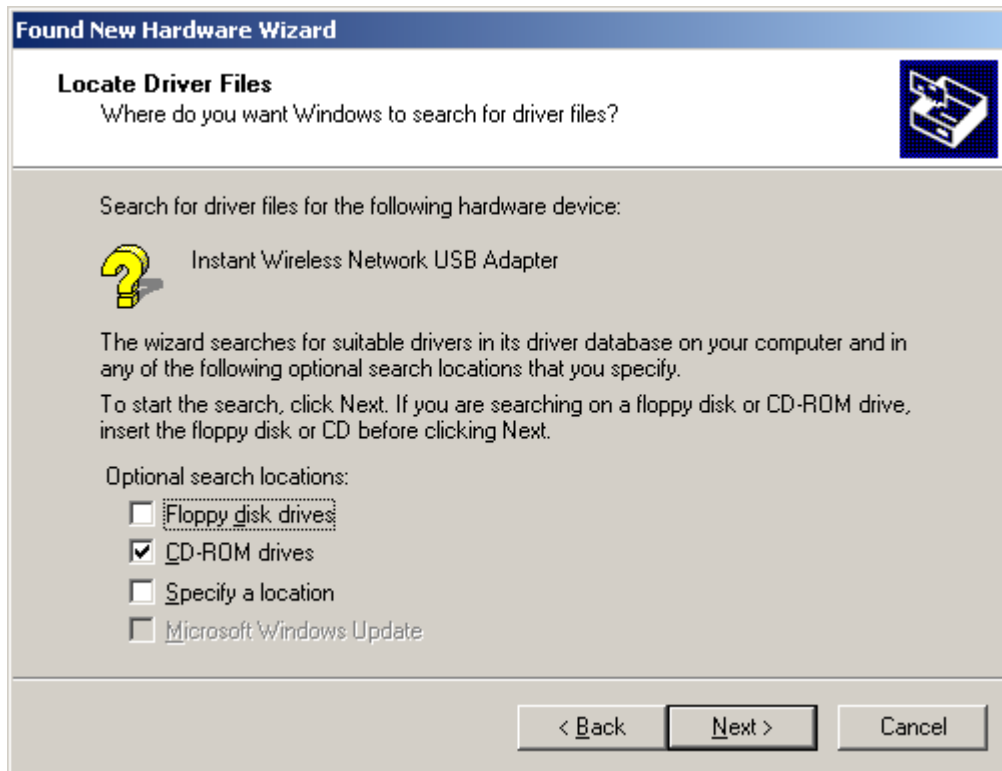 Found New Hardware Wizard
Locate Driver Files
Where do you want Windows to search for driver files?
Search for driver files for the following hardware device:
Instant Wireless Network USB Adapter
The wizard searches for suitable drivers in its driver database on your computer and in
any of the following optional search locations that you specify.
To start the search, click Next. If you are searching on a floppy disk or CD-ROM drive,
insert the floppy disk or CD before clicking Next.
Optional search locations:
Floppy disk drives
CD-ROM drives
Specify a location
Microsoft Windows Update
< Back Next > Cancel